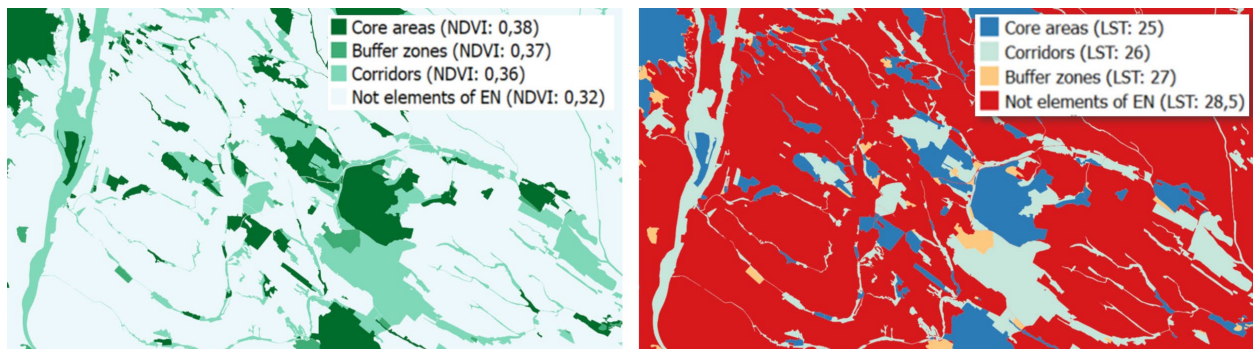 Core areas (NDVI: 0,38)
Buffer zones (NDVI: 0,37)
Corridors (NDVI: 0,36)
Not elements of EN (NDVI: 0,32)
Core areas (LST: 25)
Corridors (LST: 26)
Buffer zones (LST: 27)
Not elements of EN (LST: 28,5)